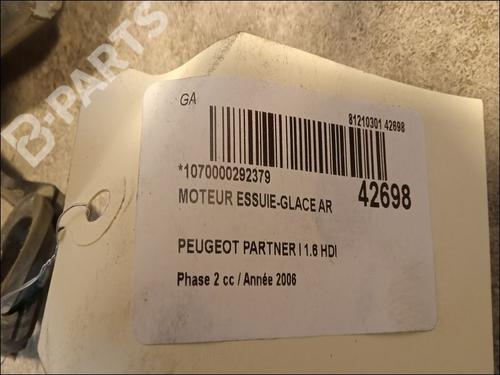 B-PARTS
GA
81210301 42698
*1070000292379
MOTEUR ESSUIE-GLACE AR
42698
PEUGEOT PARTNER I 1.6 HDI
Phase 2 cc / Année 2006